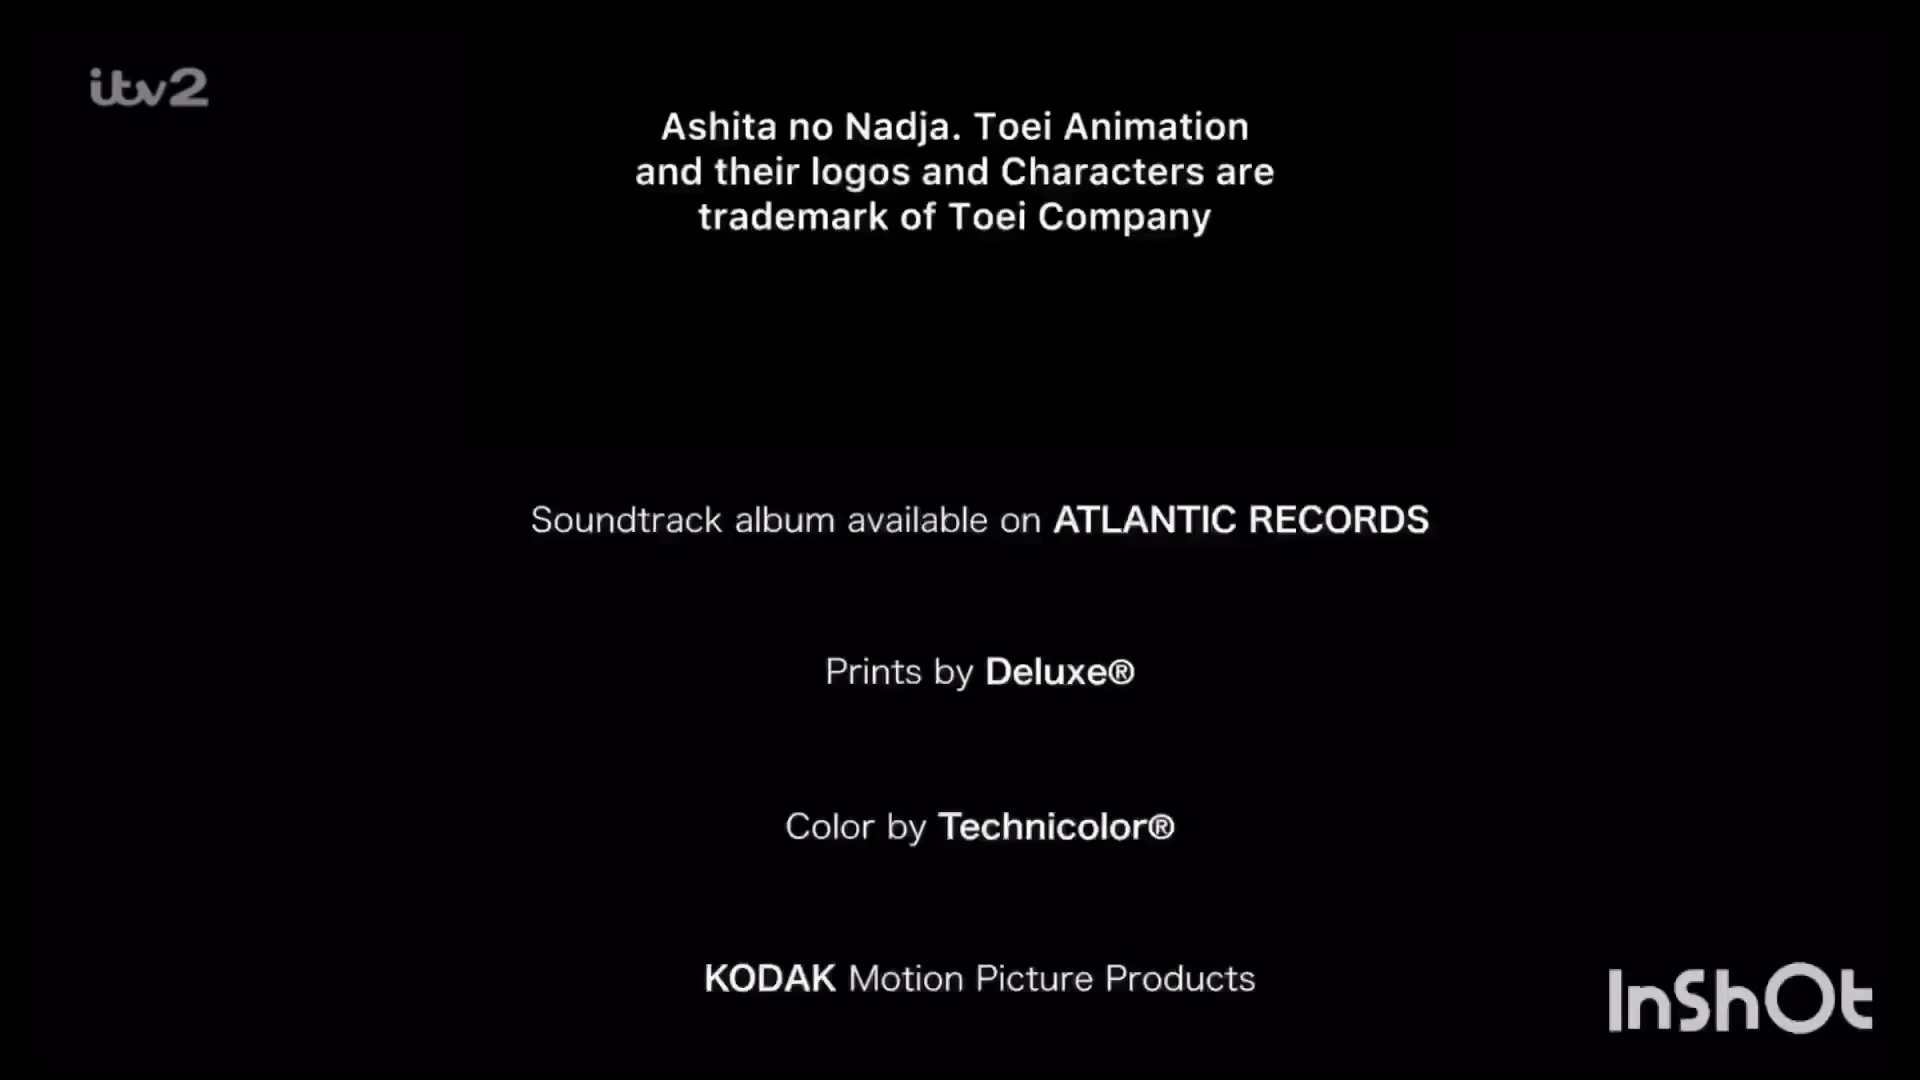 itv2
Ashita no Nadja. Toei Animation
and their logos and Characters are
trademark of Toei Company
Soundtrack album available on ATLANTIC RECORDS
Prints by Deluxe®
Color by Technicolor®
KODAK Motion Picture Products
InShOt